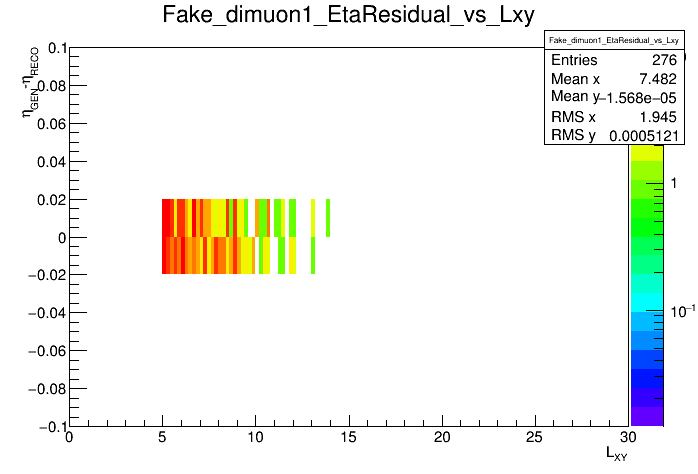 Fake_dimuon1_EtaResidual_vs_Lxy
Fake_dimuon1_EtaResidual_vs_Lxy
Entries 276
Mean x 7.482
Mean y −1.568e−05
RMS x 1.945
RMS y 0.0005121
ηGEN-ηRECO
0.1
0.08
0.06
0.04
0.02
0
−0.02
−0.04
−0.06
−0.08
−0.1
0 5 10 15 20 25 30
LXY
1
10−1